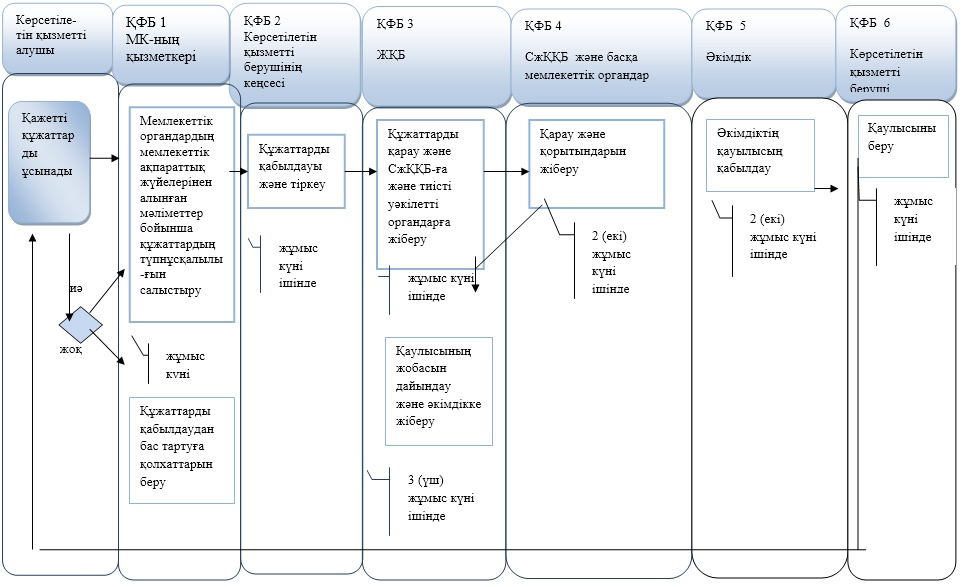 Көрсетіле-
тін қызметті
алушы
ҚФБ 1
МК-ның
қызметкері
ҚФБ 2
Көрсетілетін
қызметті
берушінің
кеңсесі
ҚФБ 3
ЖҚБ
ҚФБ 4
СжҚҚБ және басқа
мемлекеттік органдар
ҚФБ 5
Әкімдік
ҚФБ 6
Көрсетілетін
қызметті
беруші
Қажетті
құжаттар
ды
ұсынады
иә
жоқ
Мемлекеттік
органдардың
мемлекеттік
ақпараттық
жүйелерінен
алынған
мәліметтер
бойынша
құжаттардың
түпнұсқалылы
-ғын
салыстыру
жұмыс
күні
Құжаттарды
қабылдаудан
бас тартуға
қолхаттарын
беру
Құжаттарды
қабылдауы
және тіркеу
жұмыс
күні
ішінде
Құжаттарды
қарау және
СжҚҚБ-ға
және тиісті
уәкілетті
органдарға
жіберу
жұмыс күні
ішінде
Қаулысының
жобасын
дайындау
және әкімдікке
жіберу
3 (үш)
жұмыс күні
ішінде
Қарау және
қорытындарын
жіберу
2 (екі)
жұмыс
күні
ішінде
Әкімдіктің
қауылысың
қабылдау
2 (екі)
жұмыс күні
ішінде
Қаулысыны
беру
жұмыс
күні
ішінде